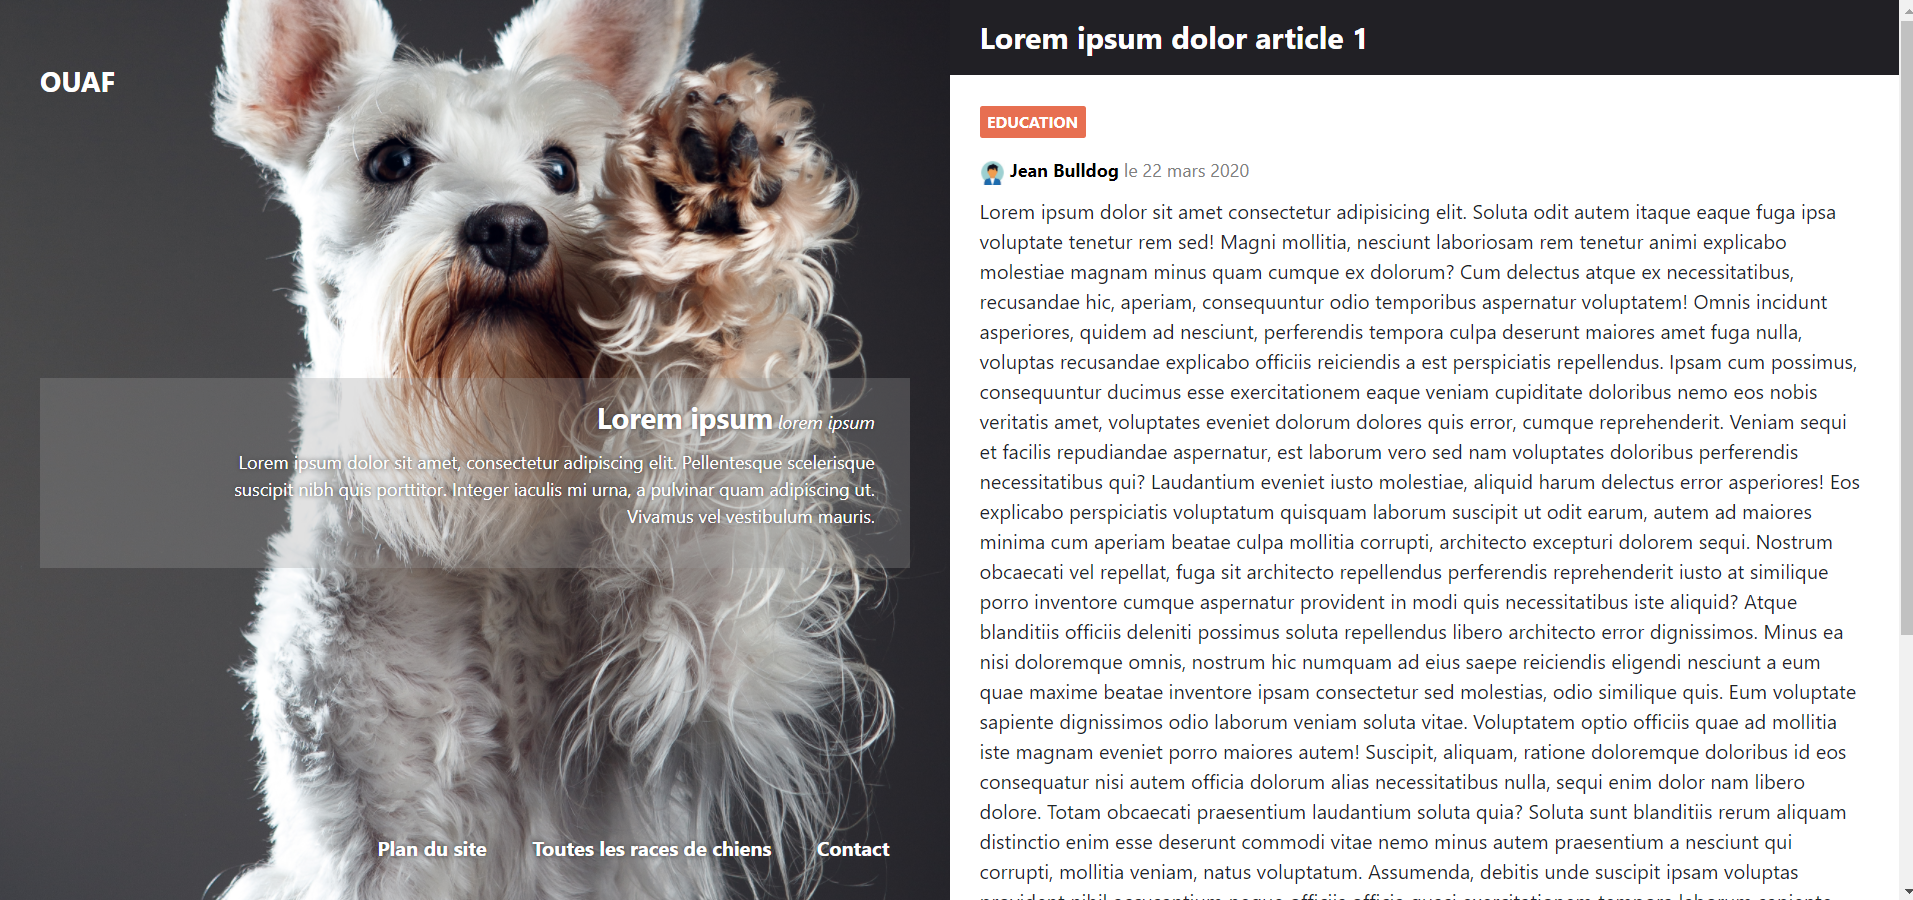 OUAF
Lorem ipsum lorem ipsum
Lorem ipsum dolor sit amet, consectetur adipiscing elit. Pellentesque scelerisque
suscipit nibh quis porttitor. Integer iaculis mi urna, a pulvinar quam adipiscing ut.
Vivamus vel vestibulum mauris.
Plan du site
Toutes les races de chiens
Contact
Lorem ipsum dolor article 1
EDUCATION
Jean Bulldog le 22 mars 2020
Lorem ipsum dolor sit amet consectetur adipisicing elit. Soluta odit autem itaque eaque fuga ipsa
voluptate tenetur rem sed! Magni mollitia, nesciunt laboriosam rem tenetur animi explicabo
molestiae magnam minus quam cumque ex dolorum? Cum delectus atque ex necessitatibus,
recusandae hic, aperiam, consequuntur odio temporibus aspernatur voluptatem! Omnis incidunt
asperiores, quidem ad nesciunt, perferendis tempora culpa deserunt maiores amet fuga nulla,
voluptas recusandae explicabo officiis reiciendis a est perspiciatis repellendus. Ipsam cum possimus,
consequuntur ducimus esse exercitationem eaque veniam cupiditate doloribus nemo eos nobis
veritatis amet, voluptates eveniet dolorum dolores quis error, cumque reprehenderit. Veniam sequi
et facilis repudiandae aspernatur, est laborum vero sed nam voluptates doloribus perferendis
necessitatibus qui? Laudantium eveniet iusto molestiae, aliquid harum delectus error asperiores! Eos
explicabo perspiciatis voluptatum quisquam laborum suscipit ut odit earum, autem ad maiores
minima cum aperiam beatae culpa mollitia corrupti, architecto excepturi dolorem sequi. Nostrum
obcaecati vel repellat, fuga sit architecto repellendus perferendis reprehenderit iusto at similique
porro inventore cumque aspernatur provident in modi quis necessitatibus iste aliquid? Atque
blanditiis officiis deleniti possimus soluta repellendus libero architecto error dignissimos. Minus ea
nisi doloremque omnis, nostrum hic numquam ad eius saepe reiciendis eligendi nesciunt a eum
quae maxime beatae inventore ipsam consectetur sed molestias, odio similique quis. Eum voluptate
sapiente dignissimos odio laborum veniam soluta vitae. Voluptatem optio officiis quae ad mollitia
iste magnam eveniet porro maiores autem! Suscipit, aliquam, ratione doloremque doloribus id eos
consequatur nisi autem officia dolorum alias necessitatibus nulla, sequi enim dolor nam libero
dolore. Totam obcaecati praesentium laudantium soluta quia? Soluta sunt blanditiis rerum aliquam
distinctio enim esse deserunt commodi vitae nemo minus autem praesentium a nesciunt qui
corrupti, mollitia veniam, natus voluptatum. Assumenda, debitis unde suscipit ipsam voluptas